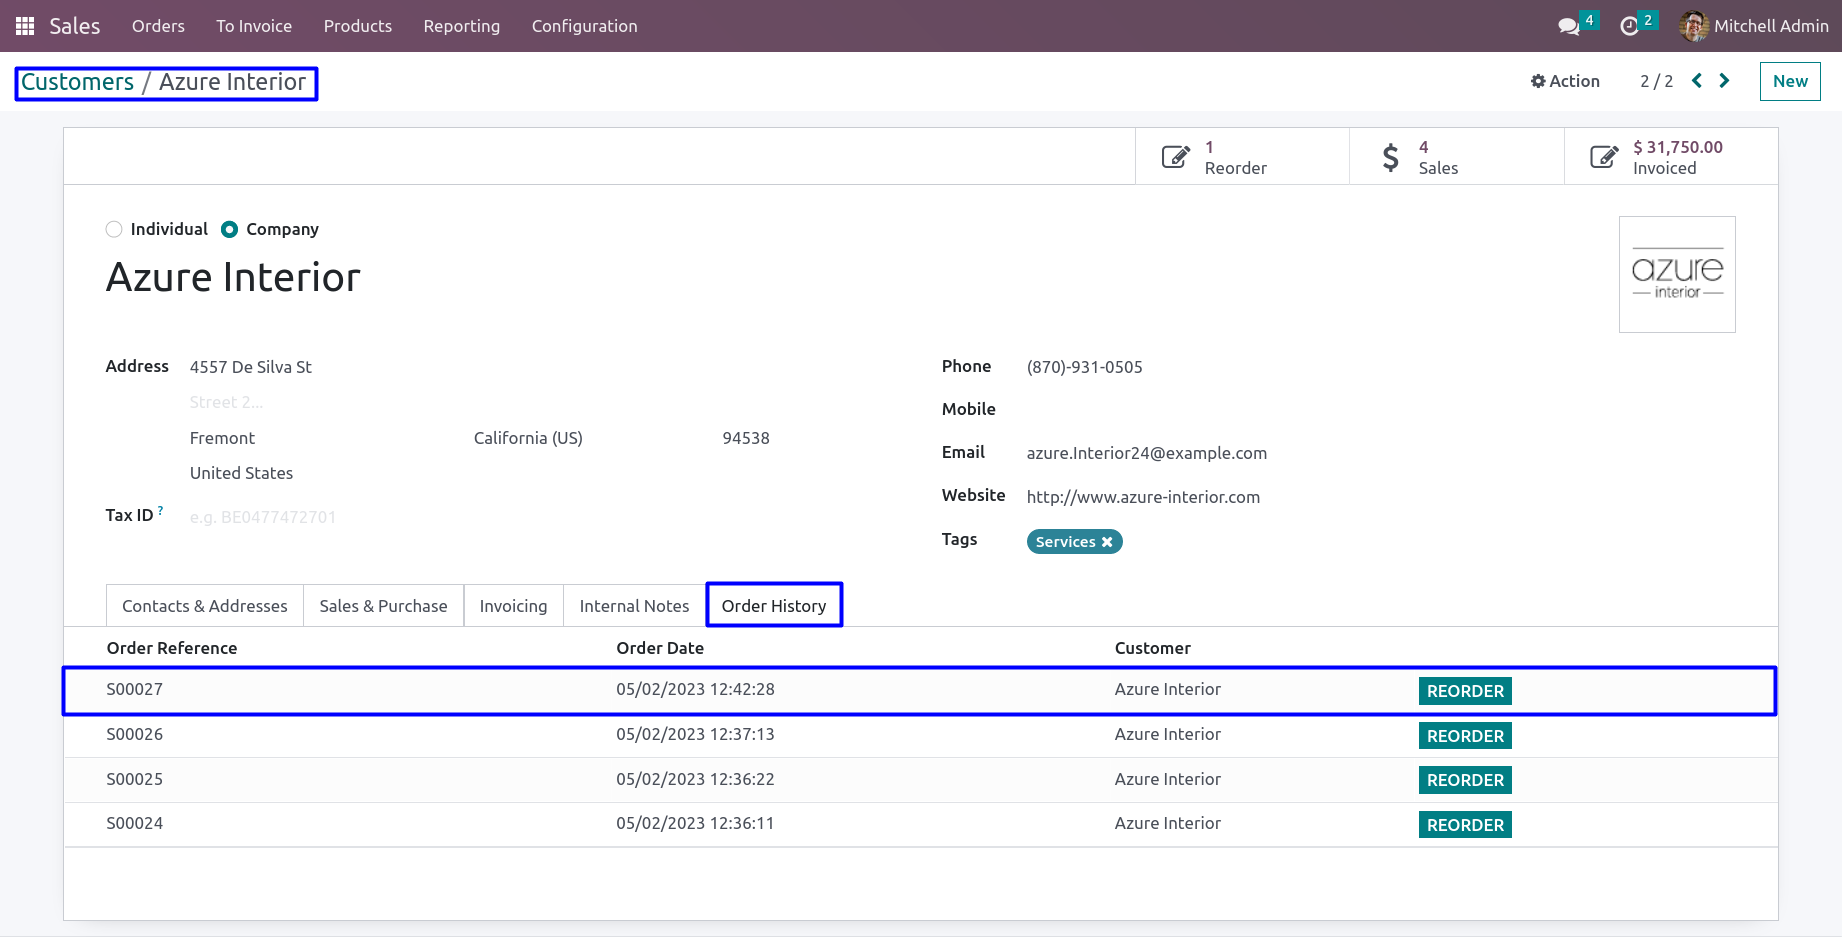 Sales Orders To Invoice Products Reporting Configuration 4 2 Mitchell Admin
Customers / Azure Interior Action 2 / 2 New
1 4 $ 31,750.00
Reorder Sales Invoiced
Individual Company
azure
interior
Azure Interior
Address 4557 De Silva St Phone (870)-931-0505
Street 2...
Mobile
Fremont California (US) 94538
Email azure.Interior24@example.com
United States
Website http://www.azure-interior.com
Tax ID ? e.g. BE0477472701
Tags Services
Contacts & Addresses Sales & Purchase Invoicing Internal Notes Order History
Order Reference Order Date Customer
S00027 05/02/2023 12:42:28 Azure Interior REORDER
S00026 05/02/2023 12:37:13 Azure Interior REORDER
S00025 05/02/2023 12:36:22 Azure Interior REORDER
S00024 05/02/2023 12:36:11 Azure Interior REORDER